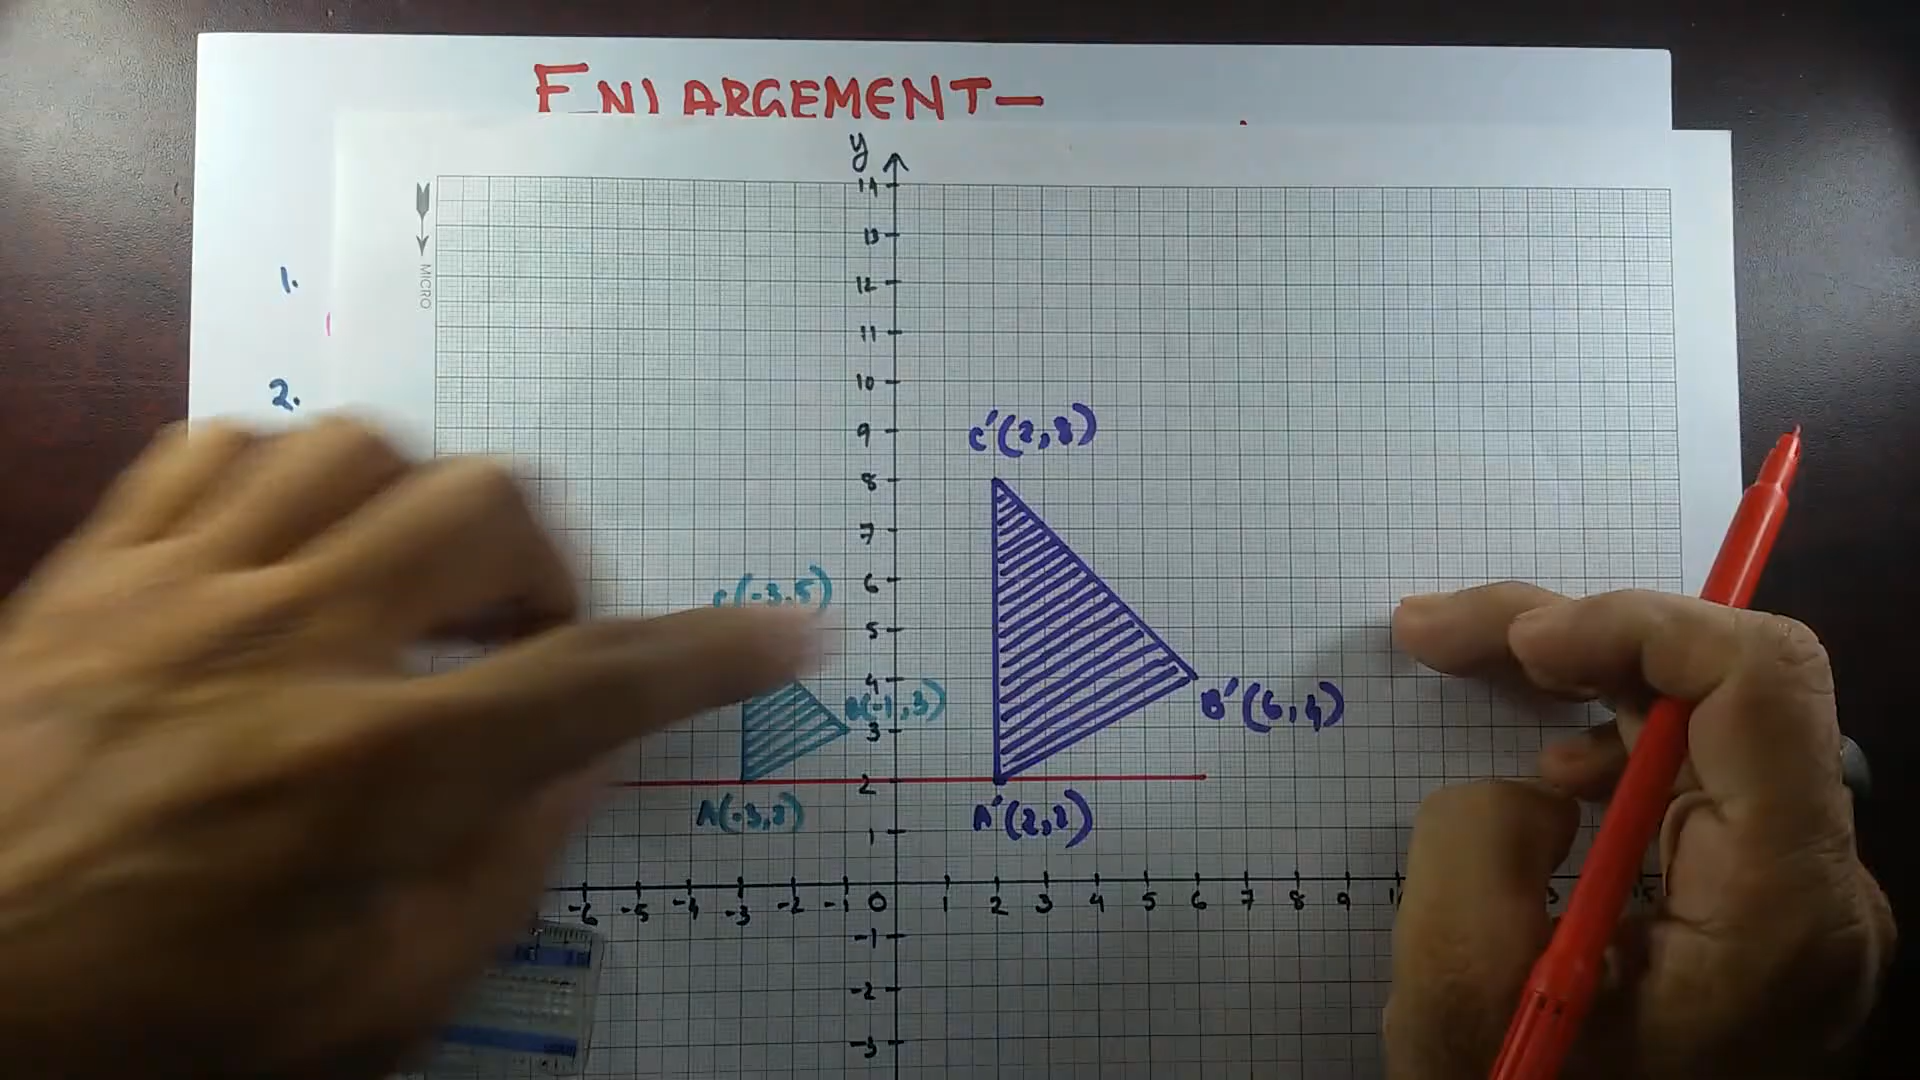 ENLARGEMENT-
y
14
13
MICRO
1.
12
11
2.
10
9
C'(2,8)
8
7
C(-3,5)
6
5
4
B(-1,3)
B'(6,4)
3
2
A(-3,2)
A'(2,2)
1
-6 -5 -4 -3 -2 -1 0 1 2 3 4 5 6 7 8 9
-1
-2
-3